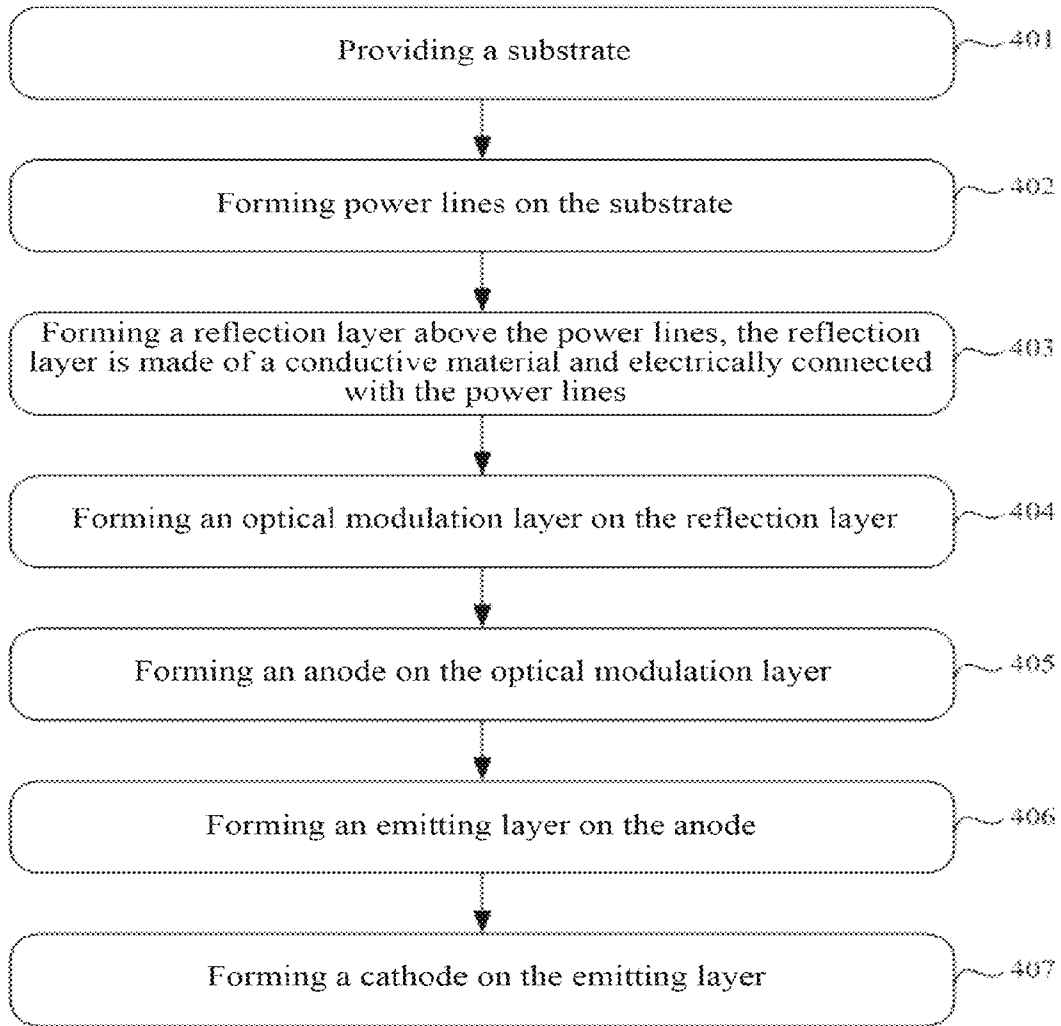 Providing a substrate
401
Forming power lines on the substrate
402
Forming a reflection layer above the power lines, the reflection
layer is made of a conductive material and electrically connected
with the power lines
403
Forming an optical modulation layer on the reflection layer
404
Forming an anode on the optical modulation layer
405
Forming an emitting layer on the anode
406
Forming a cathode on the emitting layer
407